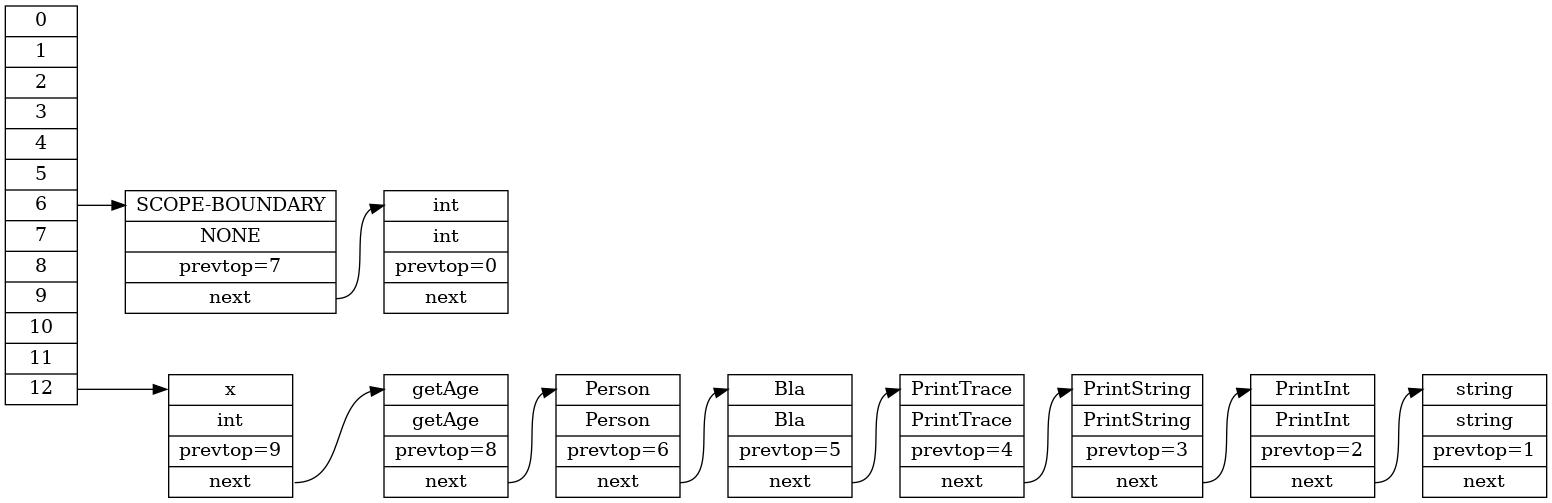 0
1
2
3
4
5
6
7
8
9
10
11
12
SCOPE-BOUNDARY
NONE
prevtop=7
next
int
int
prevtop=0
next
x
int
prevtop=9
next
getAge
getAge
prevtop=8
next
Person
Person
prevtop=6
next
Bla
Bla
prevtop=5
next
PrintTrace
PrintTrace
prevtop=4
next
PrintString
PrintString
prevtop=3
next
PrintInt
PrintInt
prevtop=2
next
string
string
prevtop=1
next